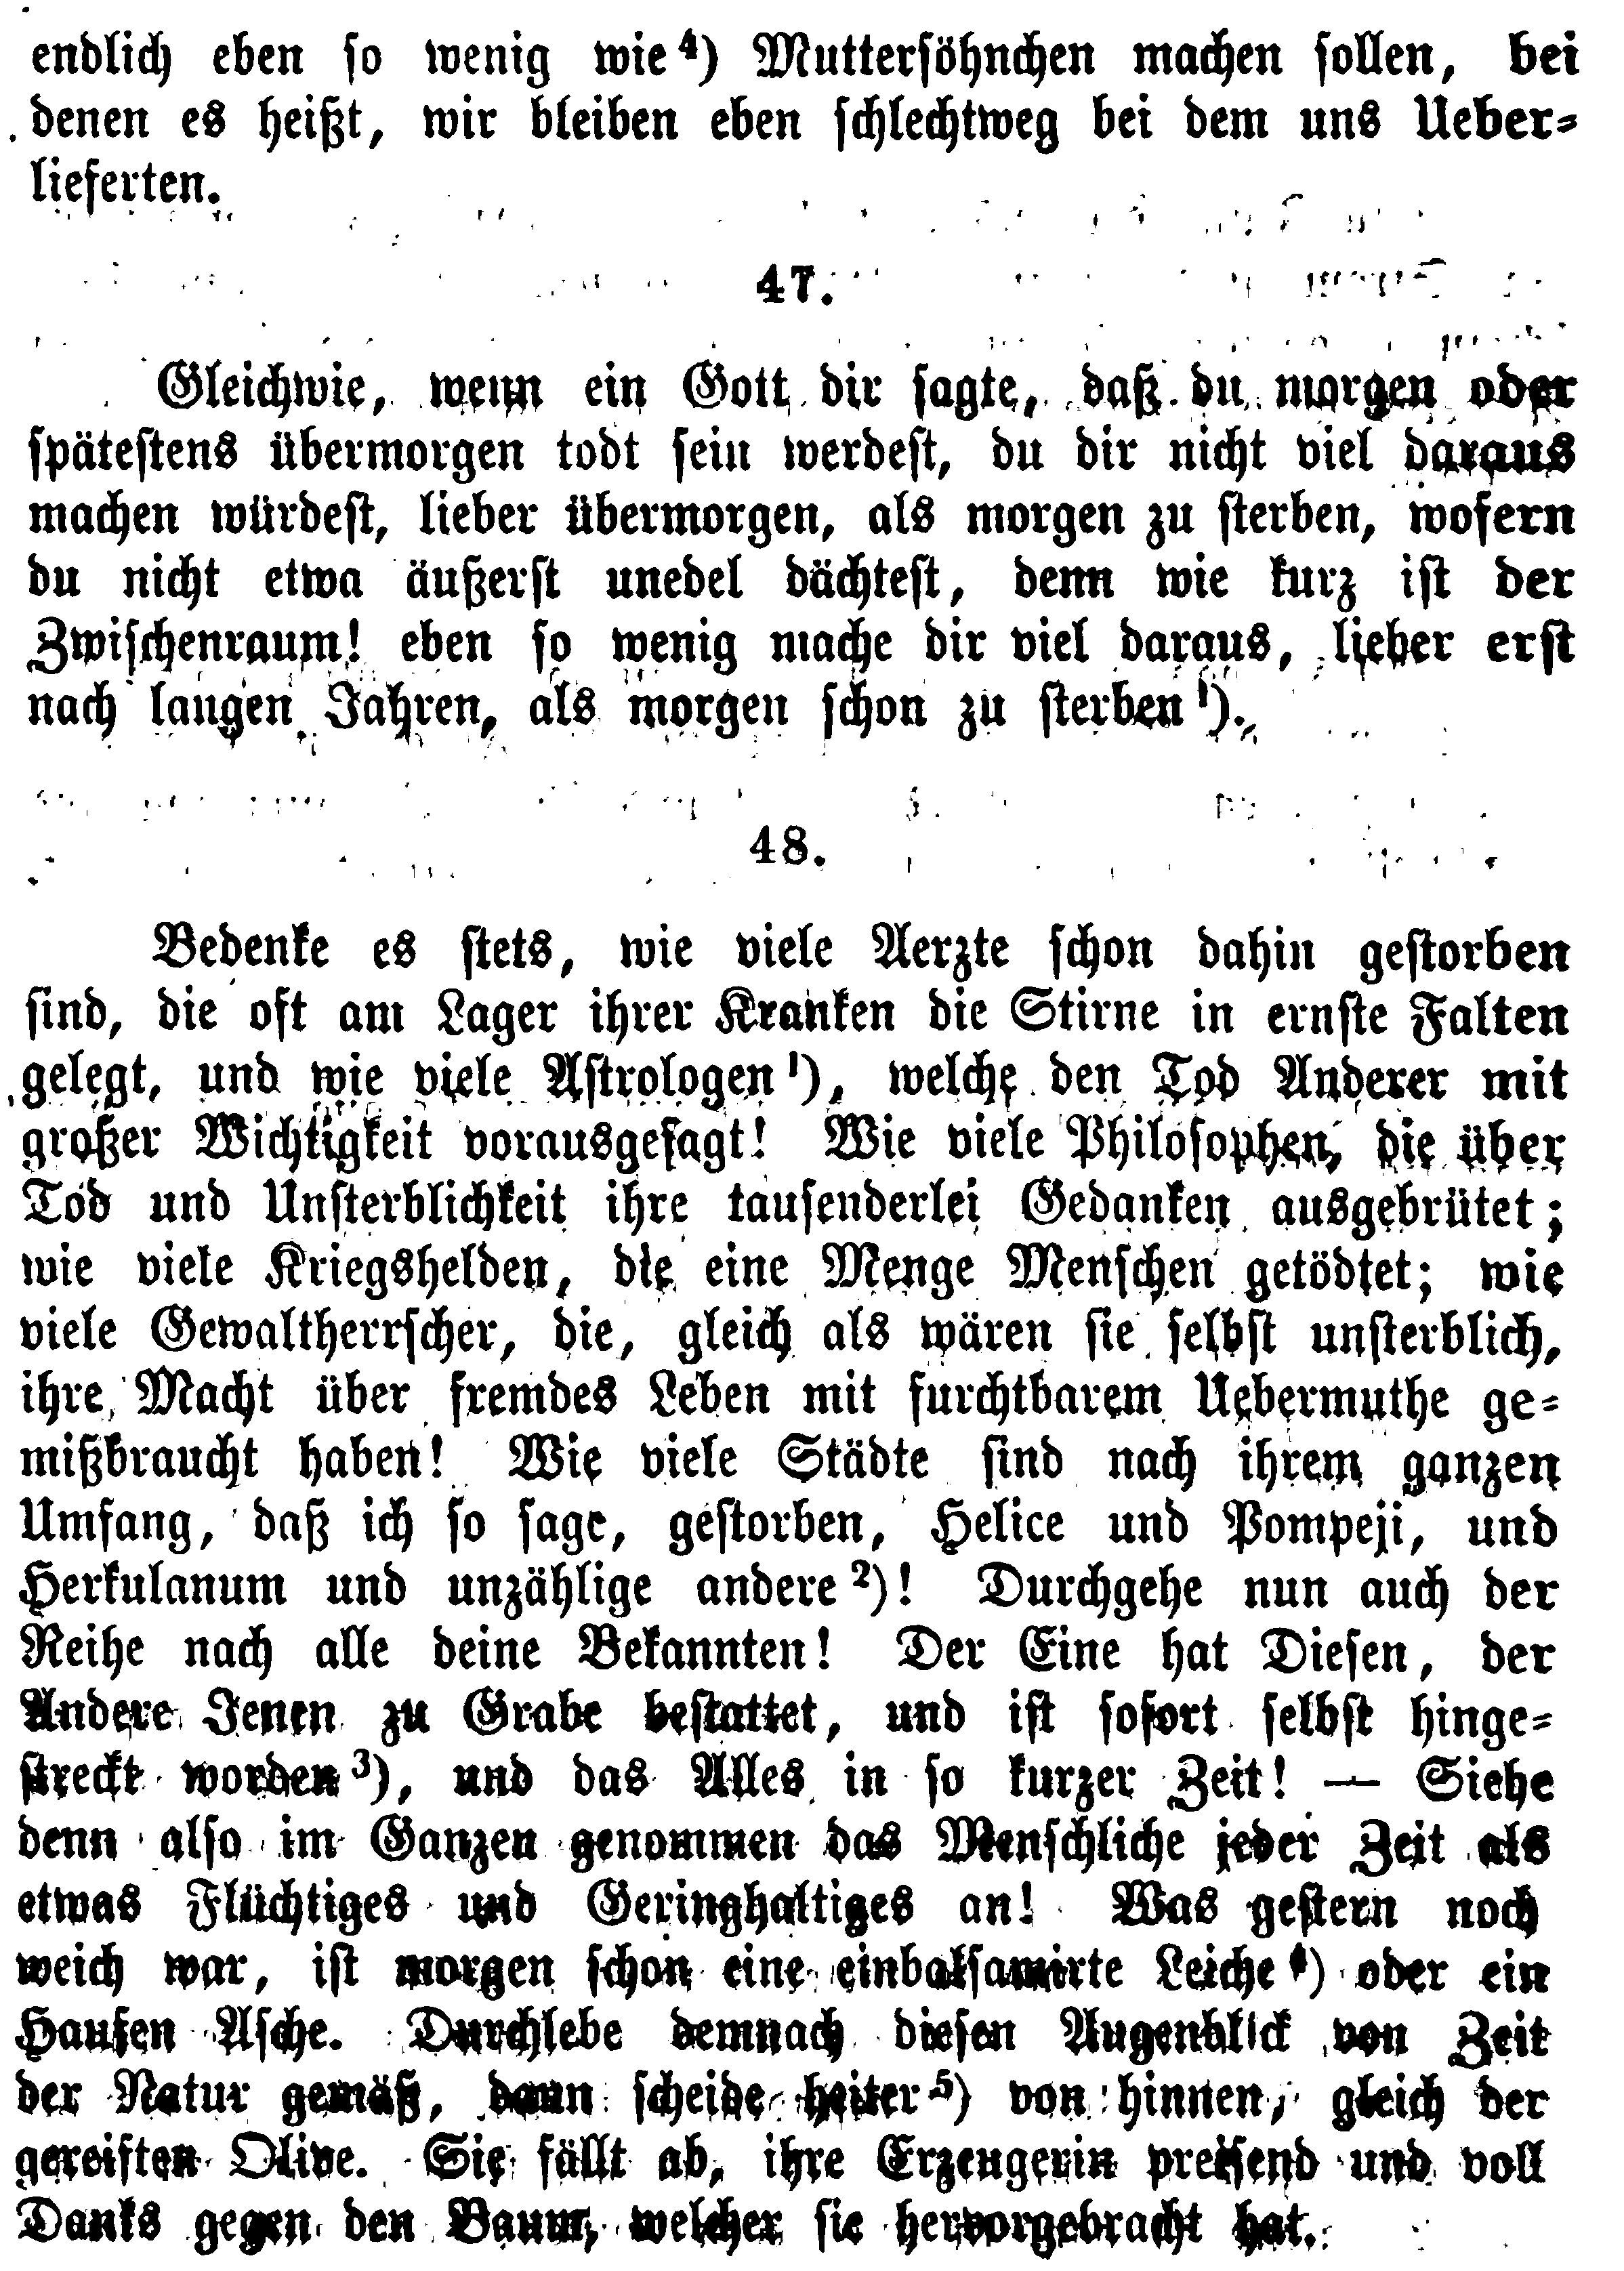 endlich eben so wenig wie⁴) Muttersöhnchen machen sollen, bei
denen es heißt, wir bleiben eben schlechtweg bei dem uns Ueber-
lieferten.
47.
Gleichwie, wenn ein Gott dir sagte, daß du morgen oder
spätestens übermorgen todt sein werdest, du dir nicht viel daraus
machen würdest, lieber übermorgen, als morgen zu sterben, wofern
du nicht etwa äußerst unedel dächtest, denn wie kurz ist der
Zwischenraum! eben so wenig mache dir viel daraus, lieber erst
nach langen Jahren, als morgen schon zu sterben¹).
48.
Bedenke es stets, wie viele Aerzte schon dahin gestorben
sind, die oft am Lager ihrer Kranken die Stirne in ernste Falten
gelegt, und wie viele Astrologen¹), welche den Tod Anderer mit
großer Wichtigkeit vorausgesagt! Wie viele Philosophen, die über
Tod und Unsterblichkeit ihre tausenderlei Gedanken ausgebrütet;
wie viele Kriegshelden, die eine Menge Menschen getödtet; wie
viele Gewaltherrscher, die, gleich als wären sie selbst unsterblich,
ihre Macht über fremdes Leben mit furchtbarem Uebermuthe ge-
mißbraucht haben! Wie viele Städte sind nach ihrem ganzen
Umfang, daß ich so sage, gestorben, Helice und Pompeji, und
Herkulanum und unzählige andere²)! Durchgehe nun auch der
Reihe nach alle deine Bekannten! Der Eine hat Diesen, der
Andere Jenen zu Grabe bestattet, und ist sofort selbst hinge-
streckt worden³), und das Alles in so kurzer Zeit! — Siehe
denn also im Ganzen genommen das Menschliche jeder Zeit als
etwas Flüchtiges und Geringhaltiges an! Was gestern noch
weich war, ist morgen schon eine einbalsamirte Leiche⁴) oder ein
Haufen Asche. Durchlebe demnach diesen Augenblick von Zeit
der Natur gemäß, dann scheide heiter⁵) von hinnen, gleich der
gereiften Olive. Sie fällt ab, ihre Erzeugerin preisend und voll
Danks gegen den Baum, welcher sie hervorgebracht hat.